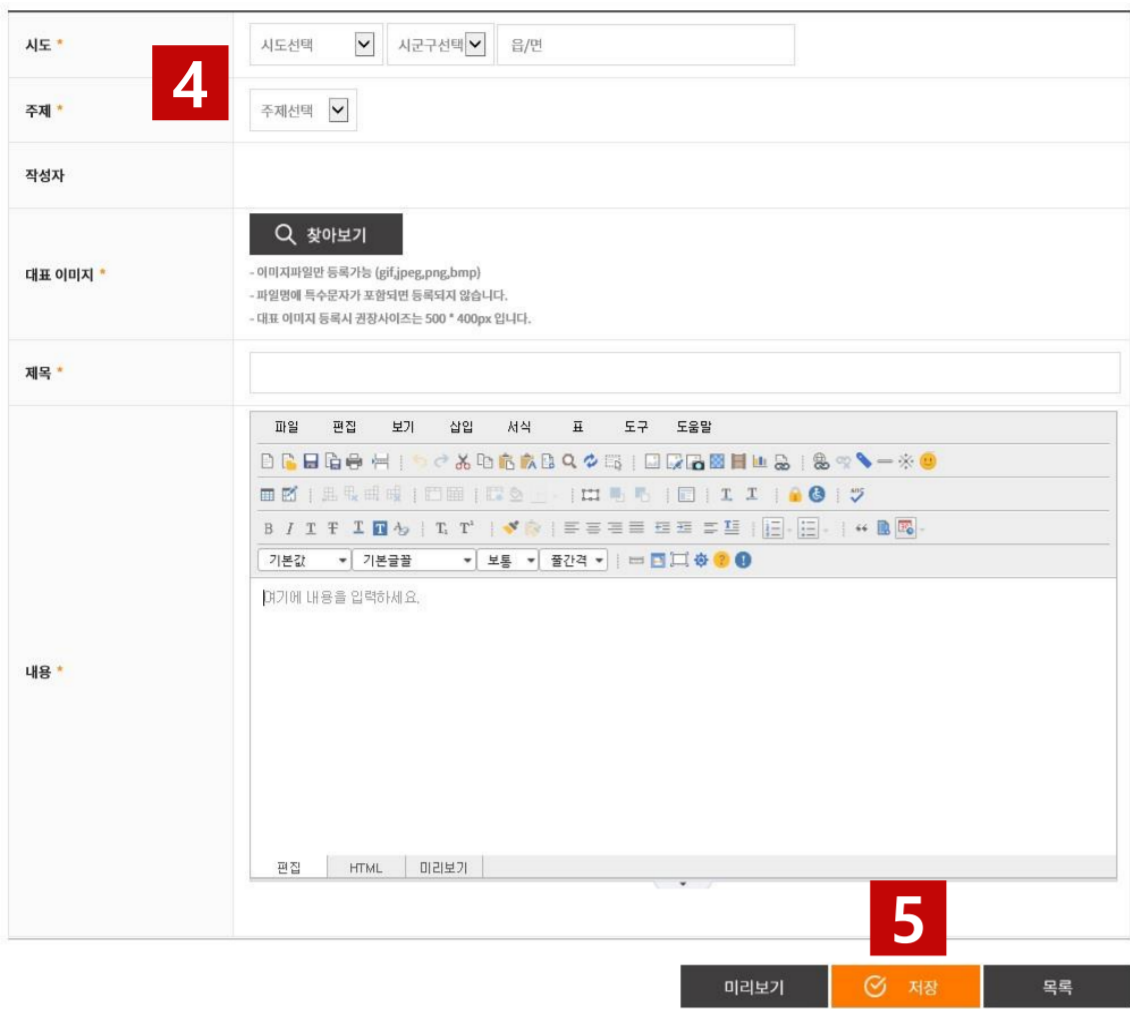 시도 *
시도선택 시군구선택 읍/면
4
주제 *
주제선택
작성자
찾아보기
대표 이미지 *
- 이미지파일만 등록가능 (gif,jpeg,png,bmp)
- 파일명에 특수문자가 포함되면 등록되지 않습니다.
- 대표 이미지 등록시 권장사이즈는 500 * 400px 입니다.
제목 *
파일 편집 보기 삽입 서식 표 도구 도움말
기본값 기본글꼴 보통 줄간격
여기에 내용을 입력하세요.
내용 *
편집 HTML 미리보기
5
미리보기 저장 목록